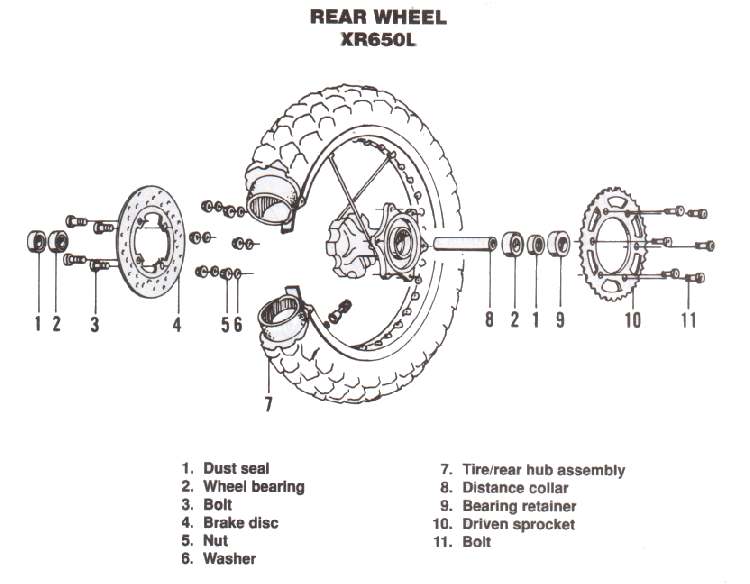 REAR WHEEL
XR650L
1 2 3 4 5 6 7 8 2 1 9 10 11
1. Dust seal
2. Wheel bearing
3. Bolt
4. Brake disc
5. Nut
6. Washer
7. Tire/rear hub assembly
8. Distance collar
9. Bearing retainer
10. Driven sprocket
11. Bolt